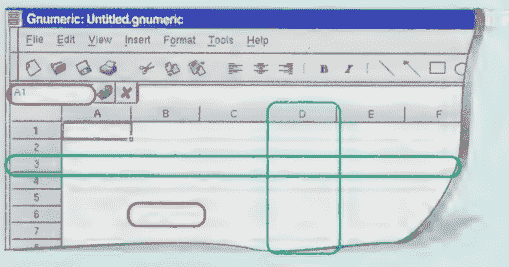 Gnumeric: Untitled.gnumeric
File Edit View Insert Format Tools Help
B I
A1
A B C D E F
1
2
3
4
5
6
7